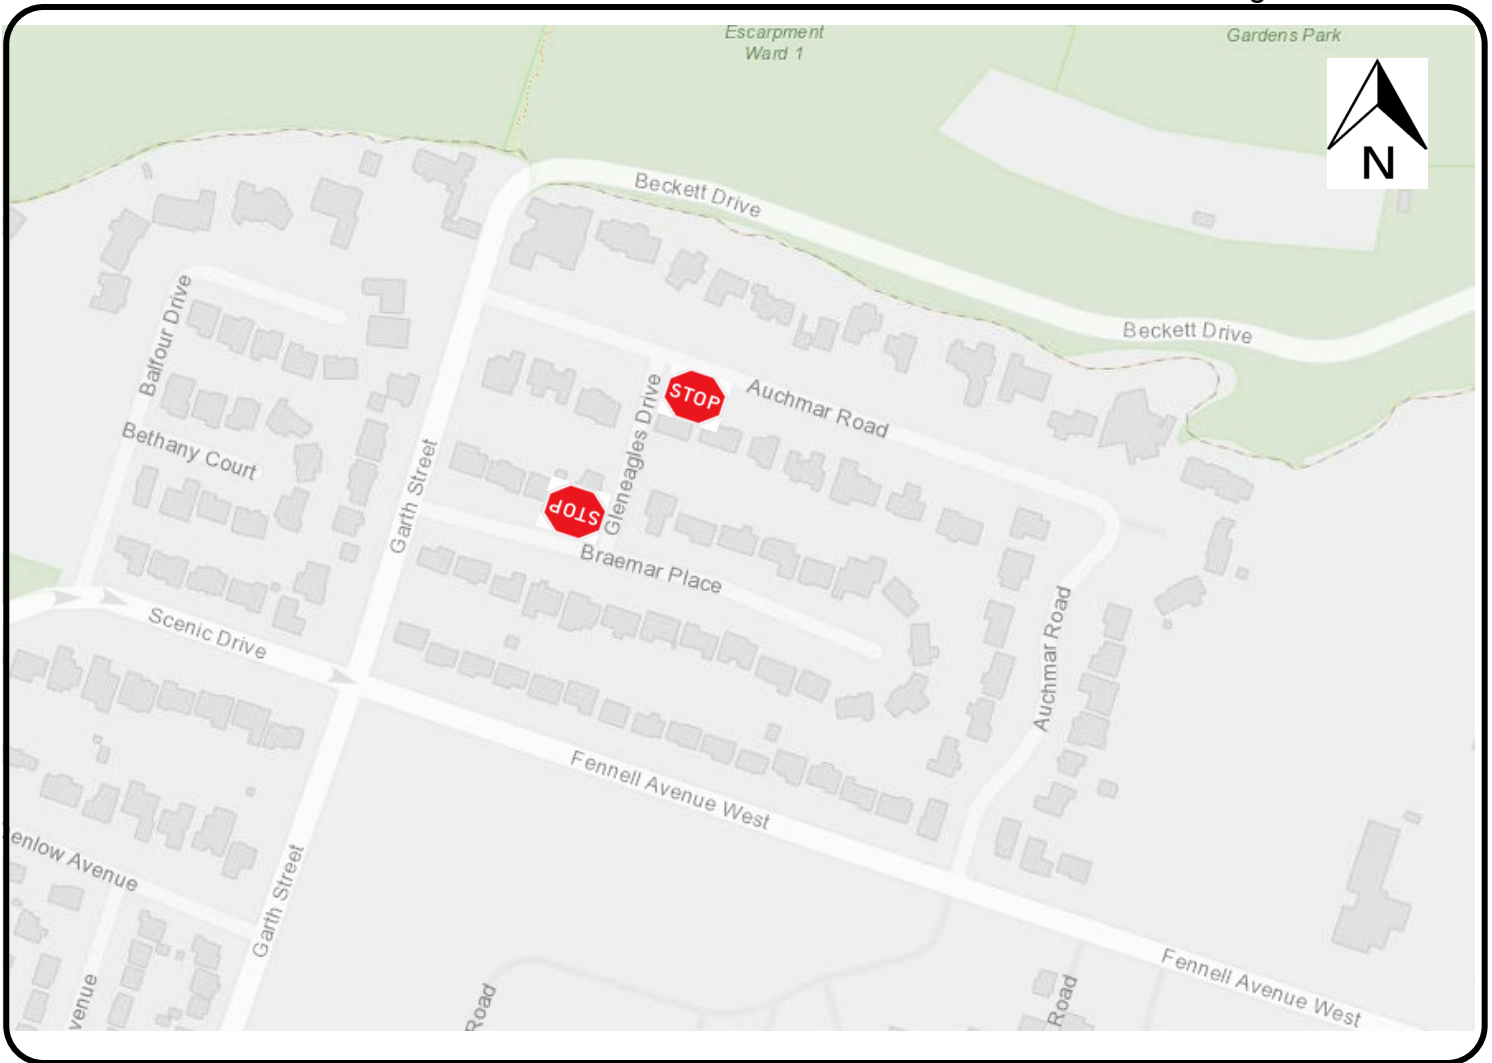 Escarpment
Ward 1
Gardens Park
N
Beckett Drive
Beckett Drive
Balfour Drive
STOP
Auchmar Road
Gleneagles Drive
Bethany Court
Garth Street
STOP
Braemar Place
Scenic Drive
Auchmar Road
Fennell Avenue West
enlow Avenue
Garth Street
Fennell Avenue West
venue
Road
Road